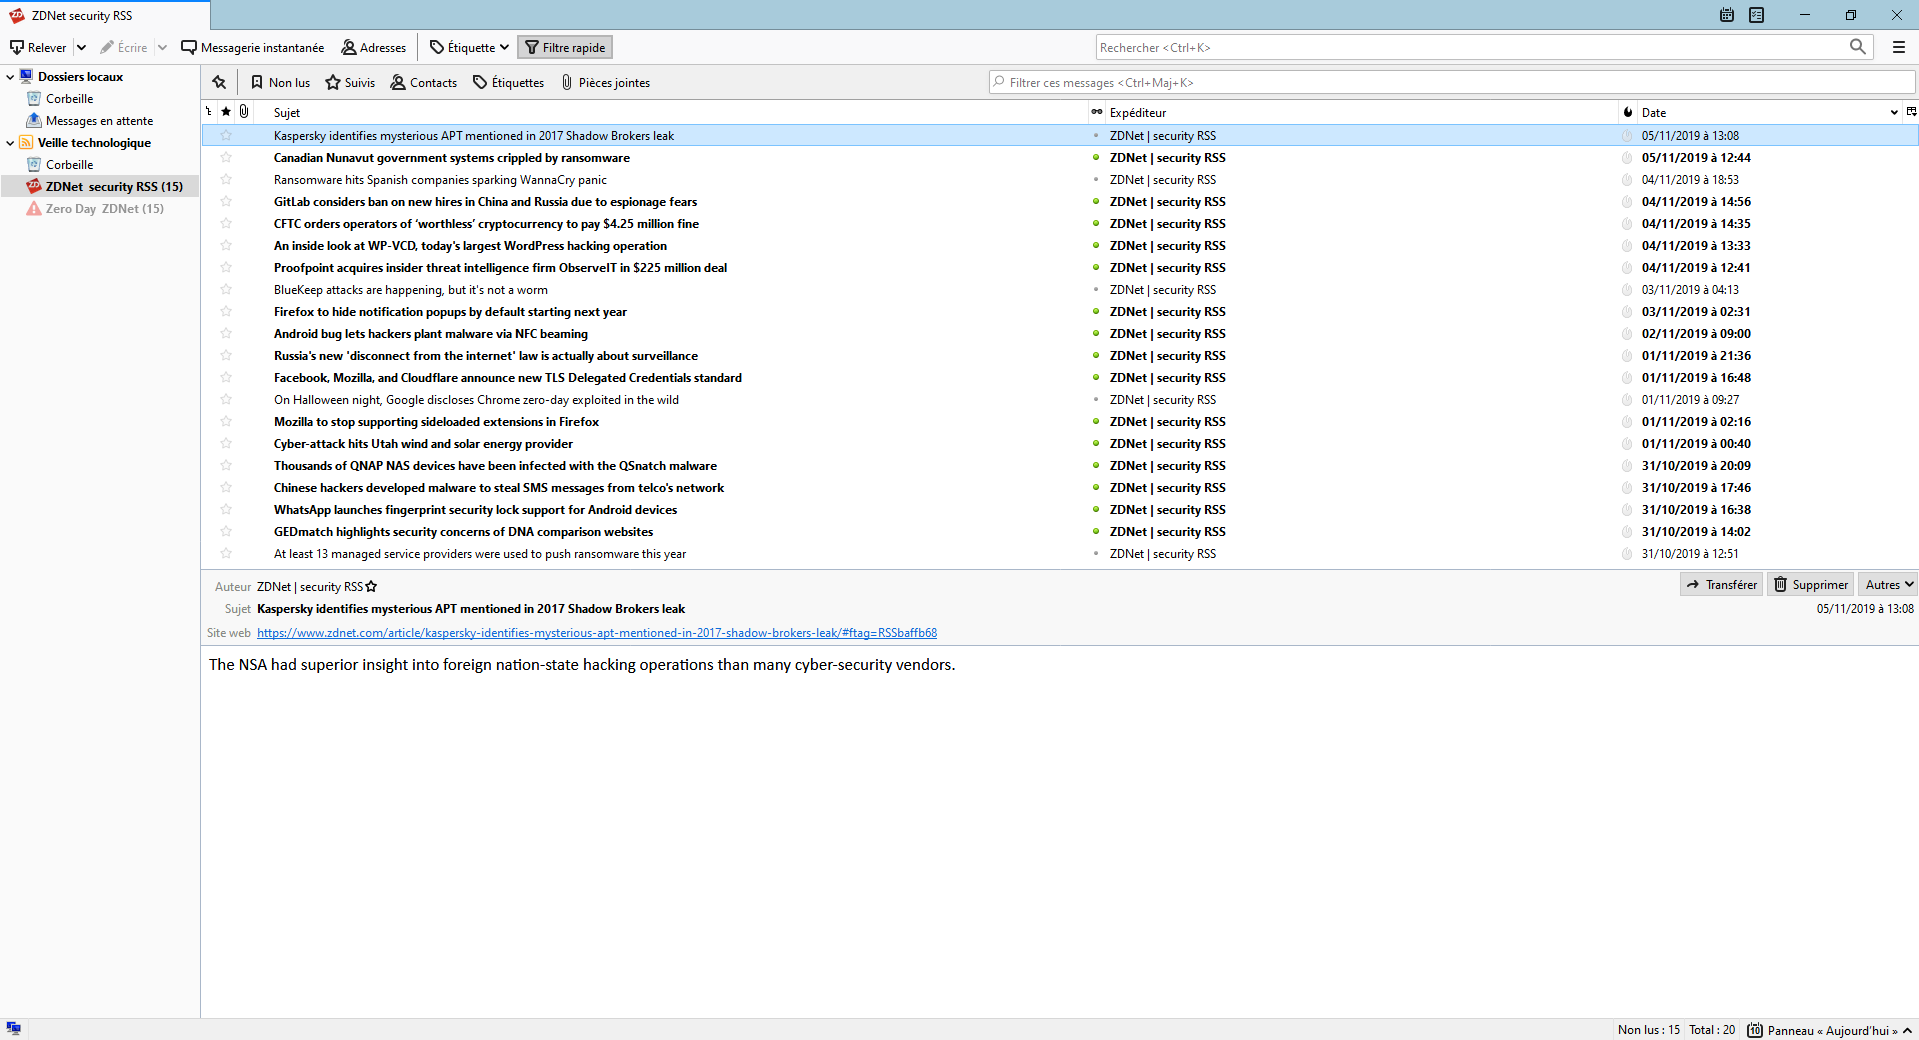 ZDNet security RSS
Relever Écrire Messagerie instantanée Adresses Étiquette Filtre rapide Rechercher <Ctrl+K>
Dossiers locaux
Corbeille
Messages en attente
Veille technologique
Corbeille
ZDNet security RSS (15)
Zero Day ZDNet (15)
Non lus Suivis Contacts Étiquettes Pièces jointes Filtrer ces messages <Ctrl+Maj+K>
Sujet Expéditeur Date
Kaspersky identifies mysterious APT mentioned in 2017 Shadow Brokers leak ZDNet | security RSS 05/11/2019 à 13:08
Canadian Nunavut government systems crippled by ransomware ZDNet | security RSS 05/11/2019 à 12:44
Ransomware hits Spanish companies sparking WannaCry panic ZDNet | security RSS 04/11/2019 à 18:53
GitLab considers ban on new hires in China and Russia due to espionage fears ZDNet | security RSS 04/11/2019 à 14:56
CFTC orders operators of ‘worthless’ cryptocurrency to pay $4.25 million fine ZDNet | security RSS 04/11/2019 à 14:35
An inside look at WP-VCD, today's largest WordPress hacking operation ZDNet | security RSS 04/11/2019 à 13:33
Proofpoint acquires insider threat intelligence firm ObserveIT in $225 million deal ZDNet | security RSS 04/11/2019 à 12:41
BlueKeep attacks are happening, but it's not a worm ZDNet | security RSS 03/11/2019 à 04:13
Firefox to hide notification popups by default starting next year ZDNet | security RSS 03/11/2019 à 02:31
Android bug lets hackers plant malware via NFC beaming ZDNet | security RSS 02/11/2019 à 09:00
Russia's new 'disconnect from the internet' law is actually about surveillance ZDNet | security RSS 01/11/2019 à 21:36
Facebook, Mozilla, and Cloudflare announce new TLS Delegated Credentials standard ZDNet | security RSS 01/11/2019 à 16:48
On Halloween night, Google discloses Chrome zero-day exploited in the wild ZDNet | security RSS 01/11/2019 à 09:27
Mozilla to stop supporting sideloaded extensions in Firefox ZDNet | security RSS 01/11/2019 à 02:16
Cyber-attack hits Utah wind and solar energy provider ZDNet | security RSS 01/11/2019 à 00:40
Thousands of QNAP NAS devices have been infected with the QSnatch malware ZDNet | security RSS 31/10/2019 à 20:09
Chinese hackers developed malware to steal SMS messages from telco's network ZDNet | security RSS 31/10/2019 à 17:46
WhatsApp launches fingerprint security lock support for Android devices ZDNet | security RSS 31/10/2019 à 16:38
GEDmatch highlights security concerns of DNA comparison websites ZDNet | security RSS 31/10/2019 à 14:02
At least 13 managed service providers were used to push ransomware this year ZDNet | security RSS 31/10/2019 à 12:51
Auteur ZDNet | security RSS Transférer Supprimer Autres
Sujet Kaspersky identifies mysterious APT mentioned in 2017 Shadow Brokers leak 05/11/2019 à 13:08
Site web https://www.zdnet.com/article/kaspersky-identifies-mysterious-apt-mentioned-in-2017-shadow-brokers-leak/#ftag=RSSbaffb68
The NSA had superior insight into foreign nation-state hacking operations than many cyber-security vendors.
Non lus : 15 Total : 20 10 Panneau « Aujourd'hui »